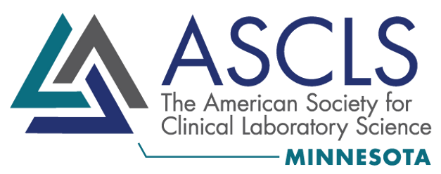 ASCLS
The American Society for
Clinical Laboratory Science
MINNESOTA